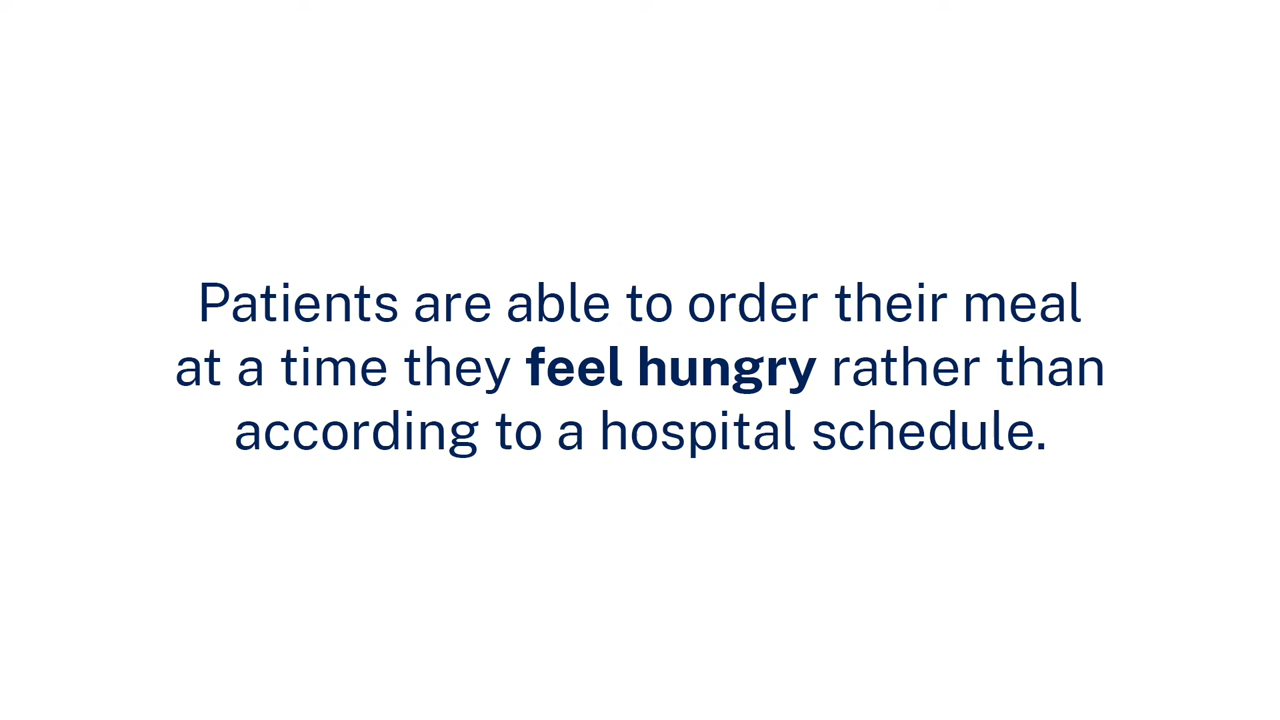 Patients are able to order their meal
at a time they feel hungry rather than
according to a hospital schedule.